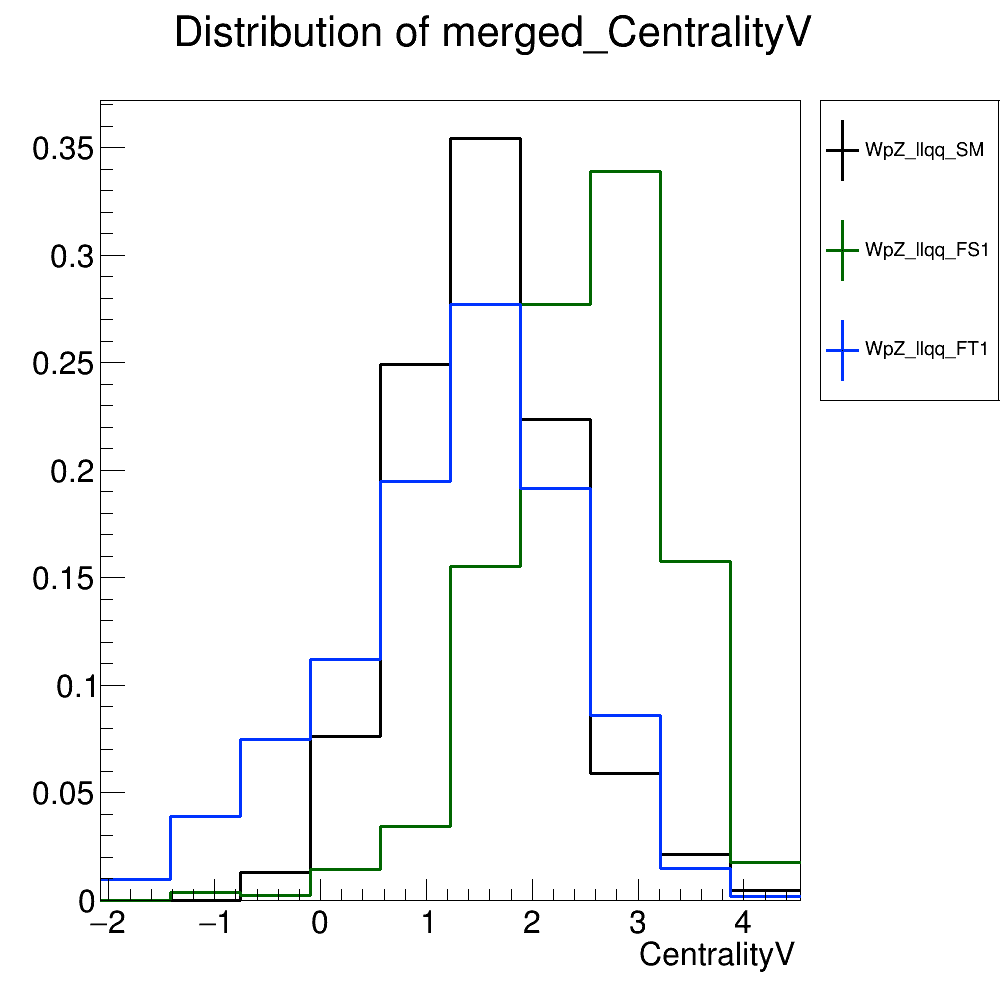 Distribution of merged_CentralityV
0.35
0.3
0.25
0.2
0.15
0.1
0.05
0
−2 −1 0 1 2 3 4
CentralityV
WpZ_llqq_SM
WpZ_llqq_FS1
WpZ_llqq_FT1